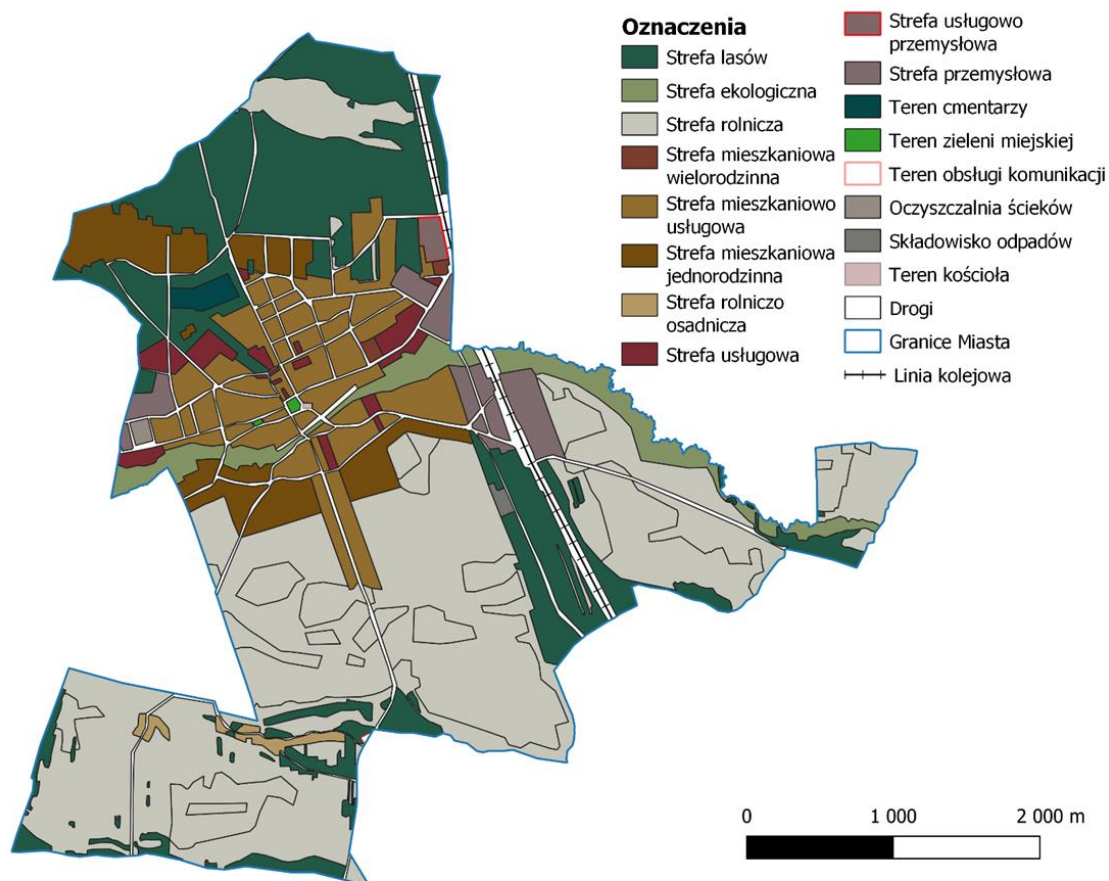 Oznaczenia
Strefa lasów
Strefa ekologiczna
Strefa rolnicza
Strefa mieszkaniowa
wielorodzinna
Strefa mieszkaniowo
usługowa
Strefa mieszkaniowa
jednorodzinna
Strefa rolniczo
osadnicza
Strefa usługowa
Strefa usługowo
przemysłowa
Strefa przemysłowa
Teren cmentarzy
Teren zieleni miejskiej
Teren obsługi komunikacji
Oczyszczalnia ścieków
Składowisko odpadów
Teren kościoła
Drogi
Granice Miasta
Linia kolejowa
0 1 000 2 000 m